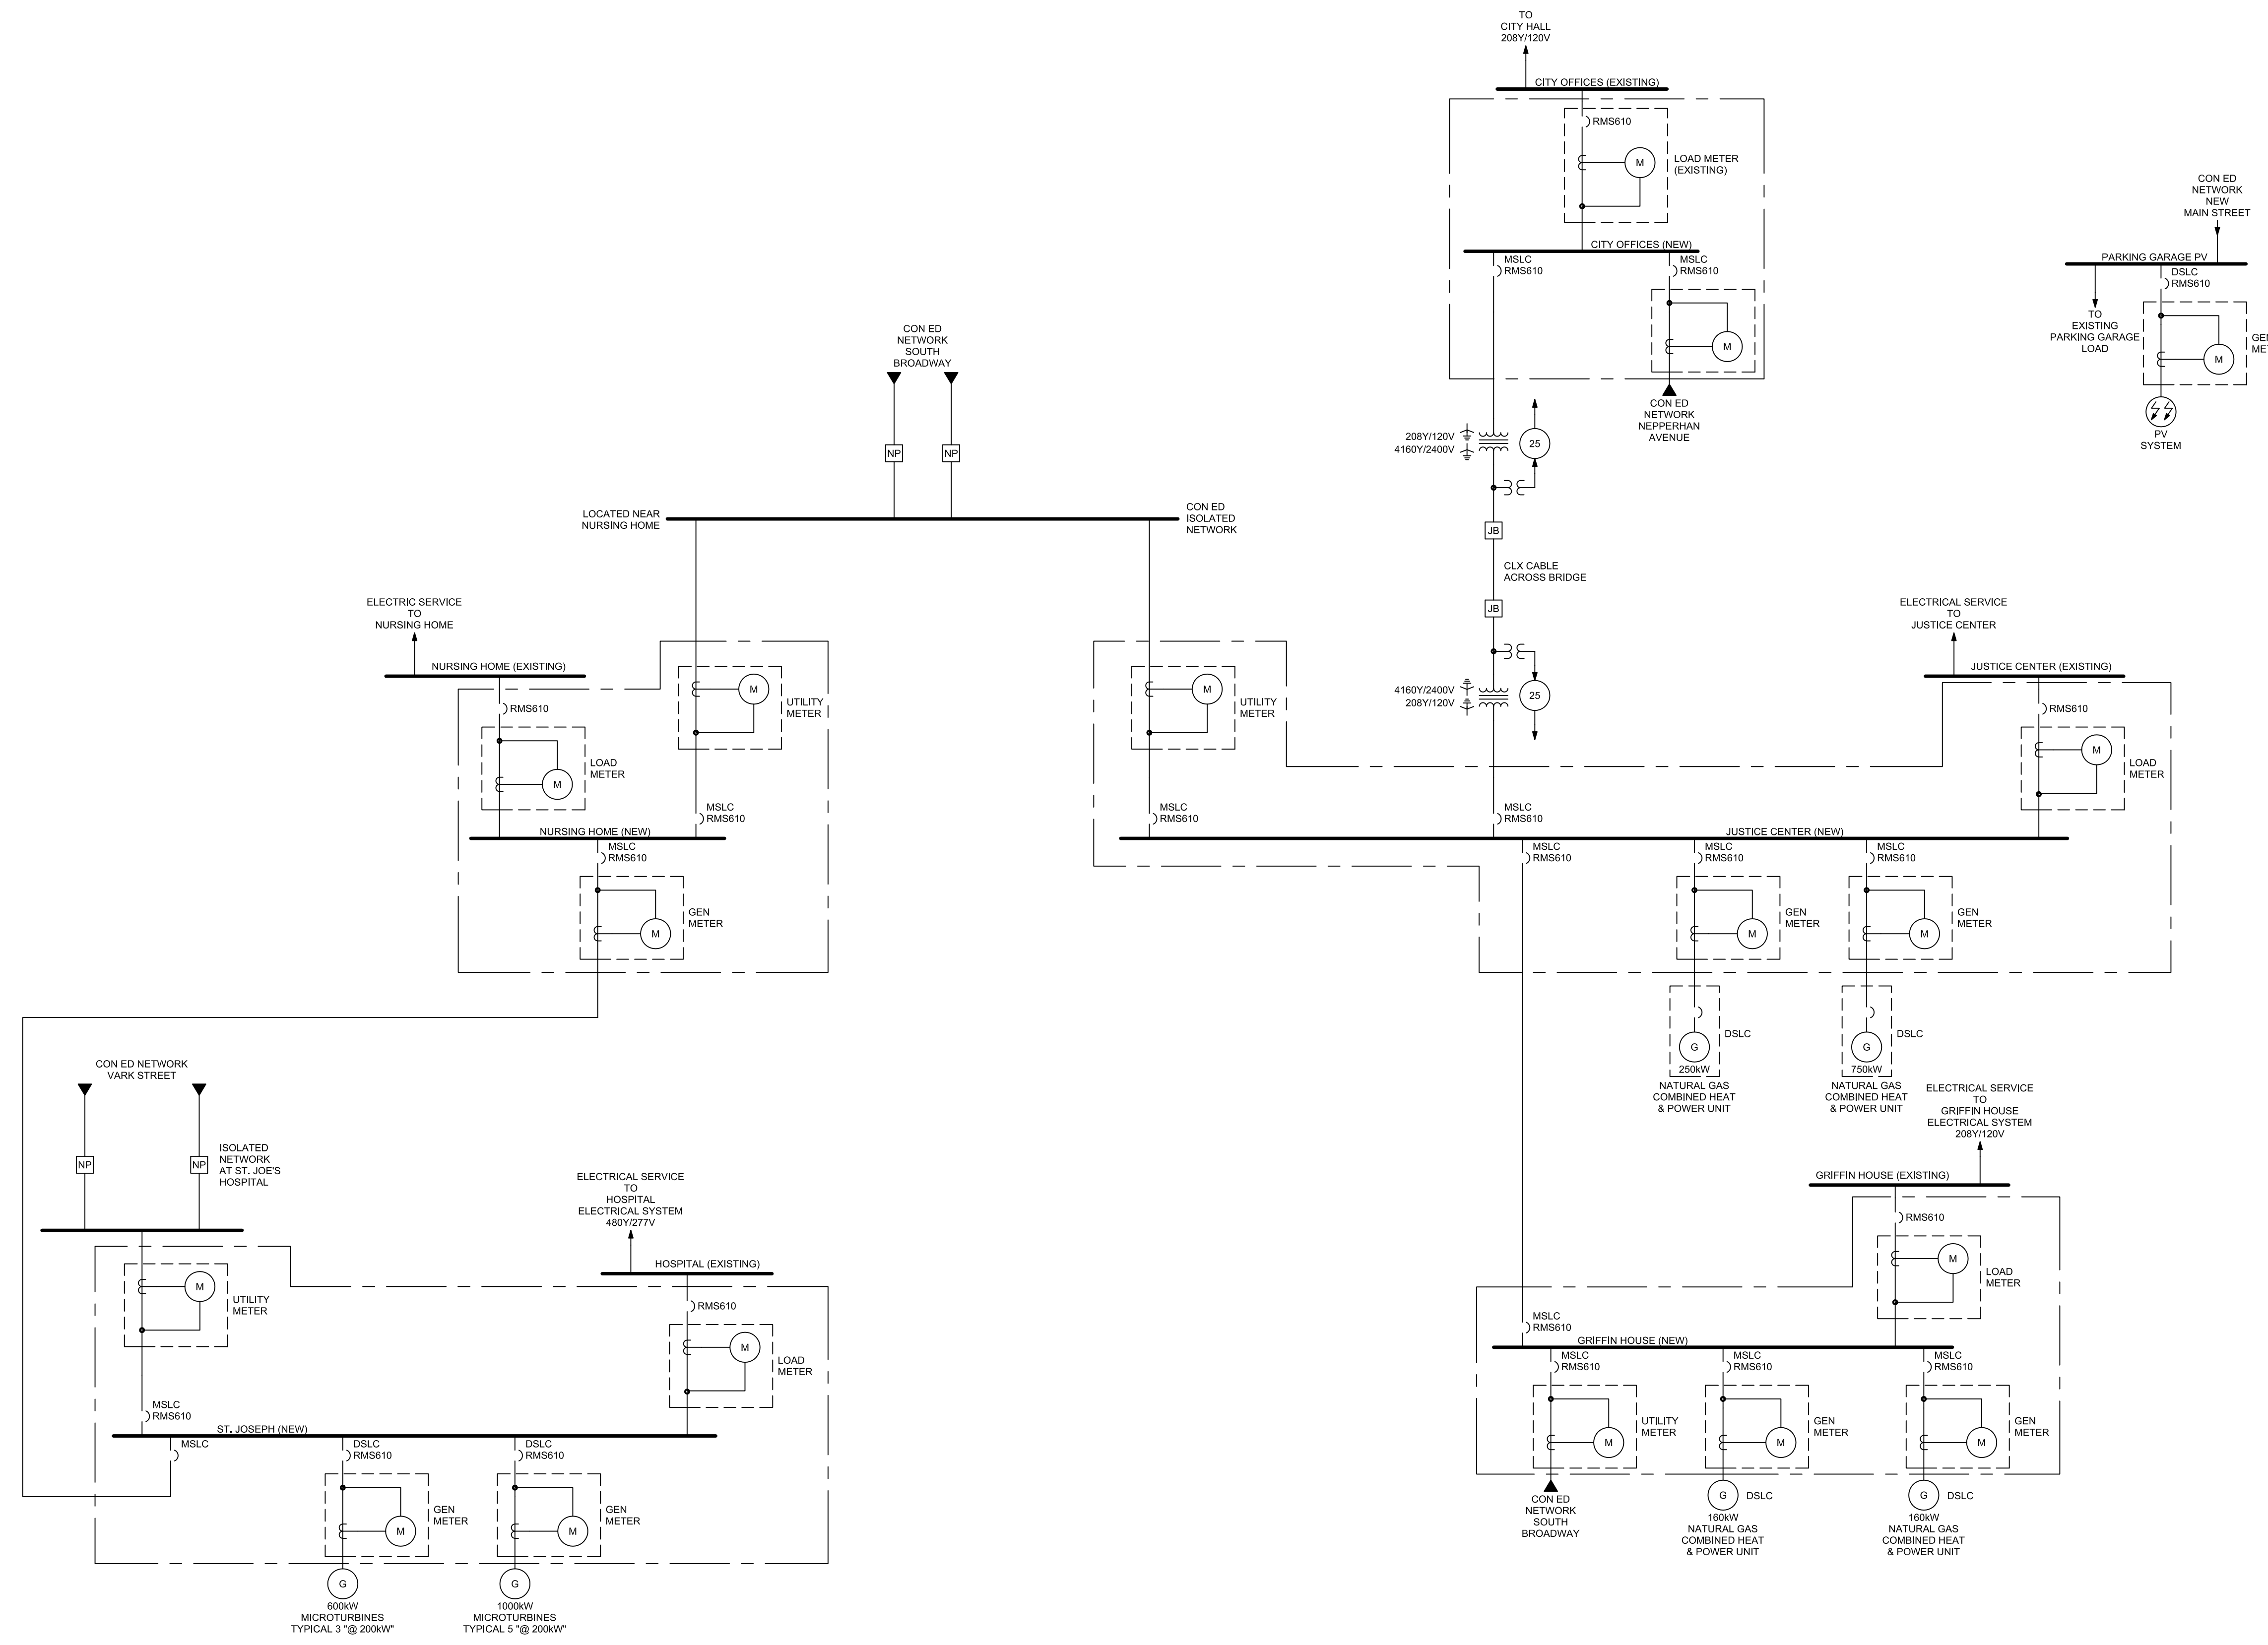 TO
CITY HALL
208Y/120V
CITY OFFICES (EXISTING)
RMS610
M
LOAD METER
(EXISTING)
CITY OFFICES (NEW)
MSLC
RMS610
MSLC
RMS610
M
CON ED
NETWORK
NEPPERHAN
AVENUE
CON ED
NETWORK
NEW
MAIN STREET
PARKING GARAGE PV
DSLC
RMS610
TO
EXISTING
PARKING GARAGE
LOAD
M
PV
SYSTEM
CON ED
NETWORK
SOUTH
BROADWAY
NP
NP
LOCATED NEAR
NURSING HOME
CON ED
ISOLATED
NETWORK
208Y/120V
4160Y/2400V
25
JB
CLX CABLE
ACROSS BRIDGE
JB
4160Y/2400V
208Y/120V
25
ELECTRIC SERVICE
TO
NURSING HOME
NURSING HOME (EXISTING)
RMS610
M
LOAD
METER
M
UTILITY
METER
MSLC
RMS610
NURSING HOME (NEW)
MSLC
RMS610
M
GEN
METER
M
UTILITY
METER
MSLC
RMS610
MSLC
RMS610
ELECTRICAL SERVICE
TO
JUSTICE CENTER
JUSTICE CENTER (EXISTING)
RMS610
M
LOAD
METER
JUSTICE CENTER (NEW)
MSLC
RMS610
MSLC
RMS610
MSLC
RMS610
M
GEN
METER
M
GEN
METER
G
DSLC
250kW
NATURAL GAS
COMBINED HEAT
& POWER UNIT
G
DSLC
750kW
NATURAL GAS
COMBINED HEAT
& POWER UNIT
CON ED NETWORK
VARK STREET
NP
NP
ISOLATED
NETWORK
AT ST. JOE'S
HOSPITAL
M
UTILITY
METER
MSLC
RMS610
ELECTRICAL SERVICE
TO
HOSPITAL
ELECTRICAL SYSTEM
480Y/277V
HOSPITAL (EXISTING)
RMS610
M
LOAD
METER
ST. JOSEPH (NEW)
MSLC
DSLC
RMS610
DSLC
RMS610
M
GEN
METER
M
GEN
METER
G
600kW
MICROTURBINES
TYPICAL 3 "@ 200kW"
G
1000kW
MICROTURBINES
TYPICAL 5 "@ 200kW"
ELECTRICAL SERVICE
TO
GRIFFIN HOUSE
ELECTRICAL SYSTEM
208Y/120V
GRIFFIN HOUSE (EXISTING)
RMS610
M
LOAD
METER
MSLC
RMS610
GRIFFIN HOUSE (NEW)
MSLC
RMS610
MSLC
RMS610
MSLC
RMS610
M
UTILITY
METER
M
GEN
METER
M
GEN
METER
CON ED
NETWORK
SOUTH
BROADWAY
G
DSLC
160kW
NATURAL GAS
COMBINED HEAT
& POWER UNIT
G
DSLC
160kW
NATURAL GAS
COMBINED HEAT
& POWER UNIT